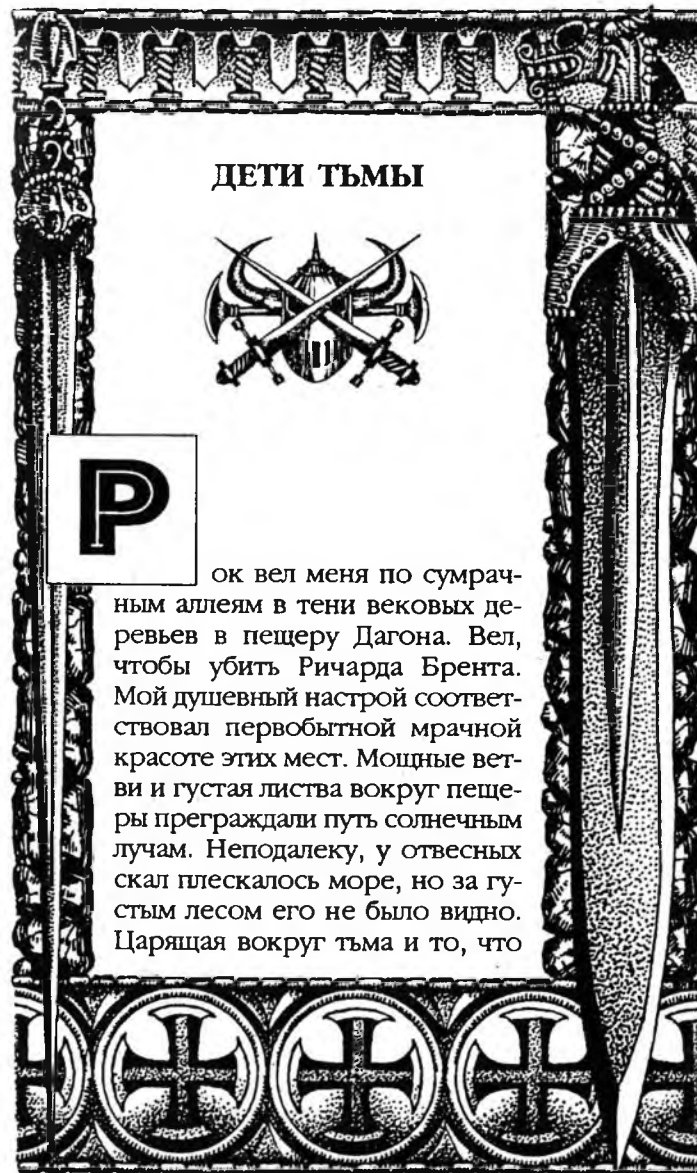 ДЕТИ ТЬМЫ
Р
ок вел меня по сумрач-
ным аллеям в тени вековых де-
ревьев в пещеру Дагона. Вел,
чтобы убить Ричарда Брента.
Мой душевный настрой соответ-
ствовал первобытной мрачной
красоте этих мест. Мощные вет-
ви и густая листва вокруг пеще-
ры преграждали путь солнечным
лучам. Неподалеку, у отвесных
скал плескалось море, но за гу-
стым лесом его не было видно.
Царящая вокруг тьма и то, что